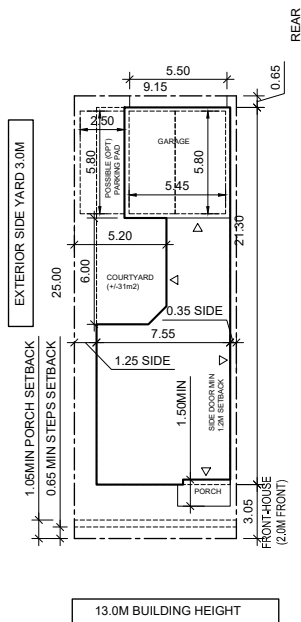 5.50
9.15
REAR
0.65
2.50
5.80
POSSIBLE (OPT)
PARKING PAD
GARAGE
5.80
5.45
EXTERIOR SIDE YARD 3.0M
5.20
21.30
25.00
6.00
COURTYARD
(+/-31m2)
0.35 SIDE
7.55
1.25 SIDE
1.05MIN PORCH SETBACK
0.65 MIN STEPS SETBACK
1.50MIN
SIDE DOOR MIN
1.2M SETBACK
PORCH
3.05
FRONT-HOUSE
(2.0M FRONT)
13.0M BUILDING HEIGHT